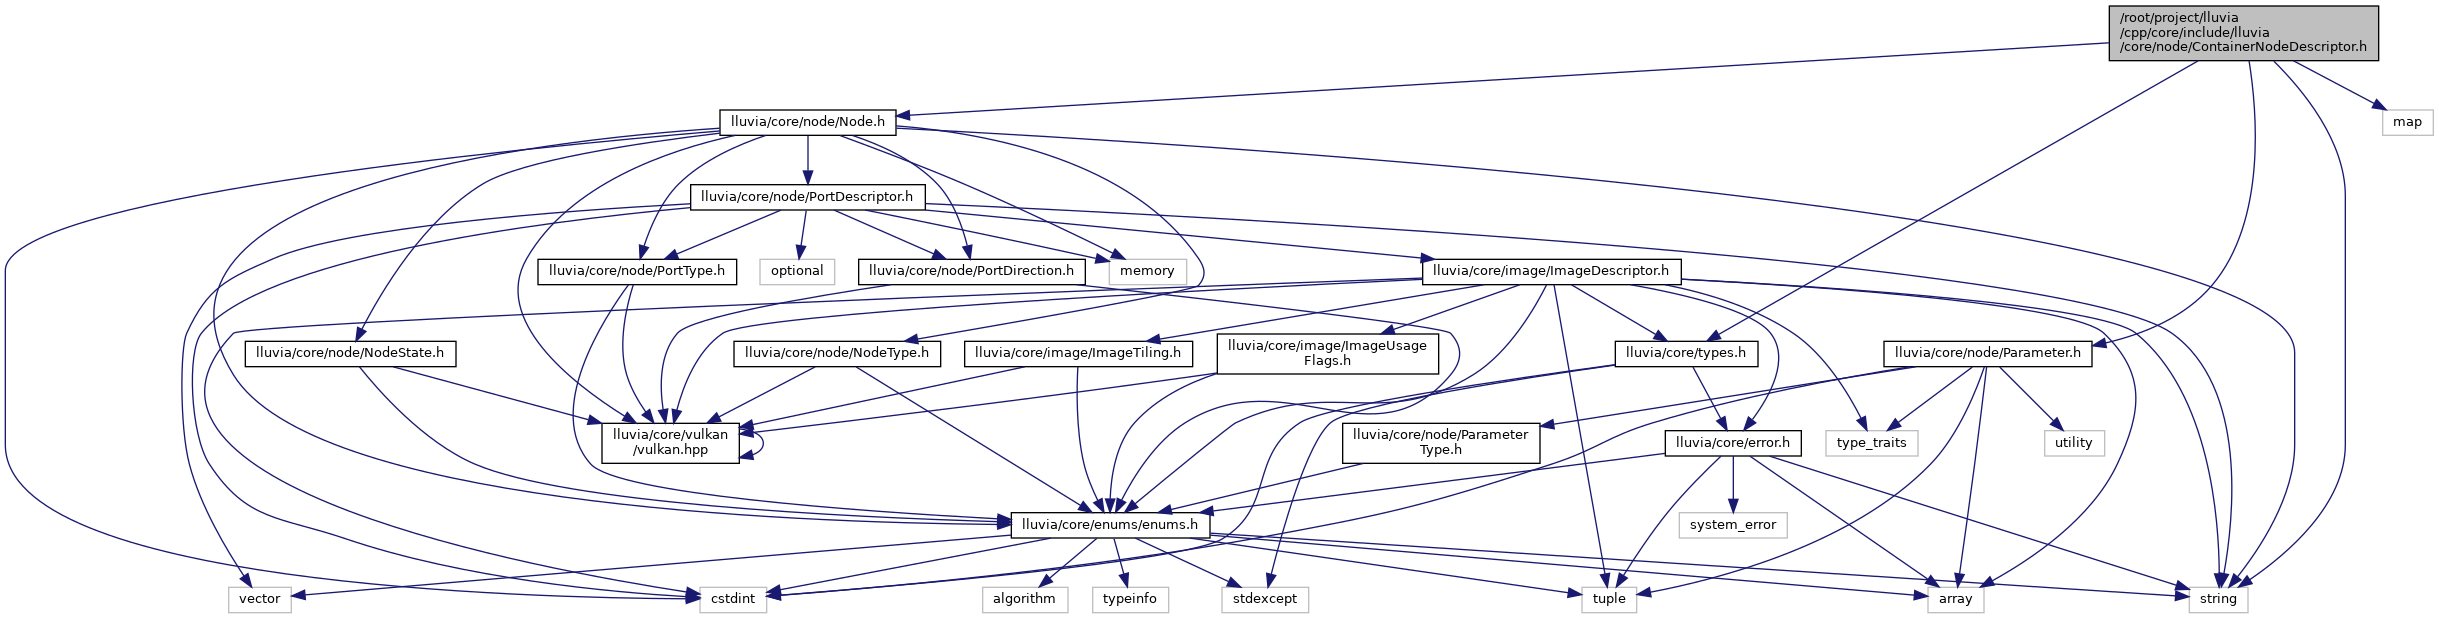 /root/project/lluvia
/cpp/core/include/lluvia
/core/node/ContainerNodeDescriptor.h
lluvia/core/node/Node.h
map
lluvia/core/node/PortDescriptor.h
lluvia/core/node/PortType.h
optional
lluvia/core/node/PortDirection.h
memory
lluvia/core/image/ImageDescriptor.h
lluvia/core/node/NodeState.h
lluvia/core/node/NodeType.h
lluvia/core/image/ImageTiling.h
lluvia/core/image/ImageUsage
Flags.h
lluvia/core/types.h
lluvia/core/node/Parameter.h
lluvia/core/vulkan
/vulkan.hpp
lluvia/core/node/Parameter
Type.h
lluvia/core/error.h
type_traits
utility
lluvia/core/enums/enums.h
system_error
vector
cstdint
algorithm
typeinfo
stdexcept
tuple
array
string